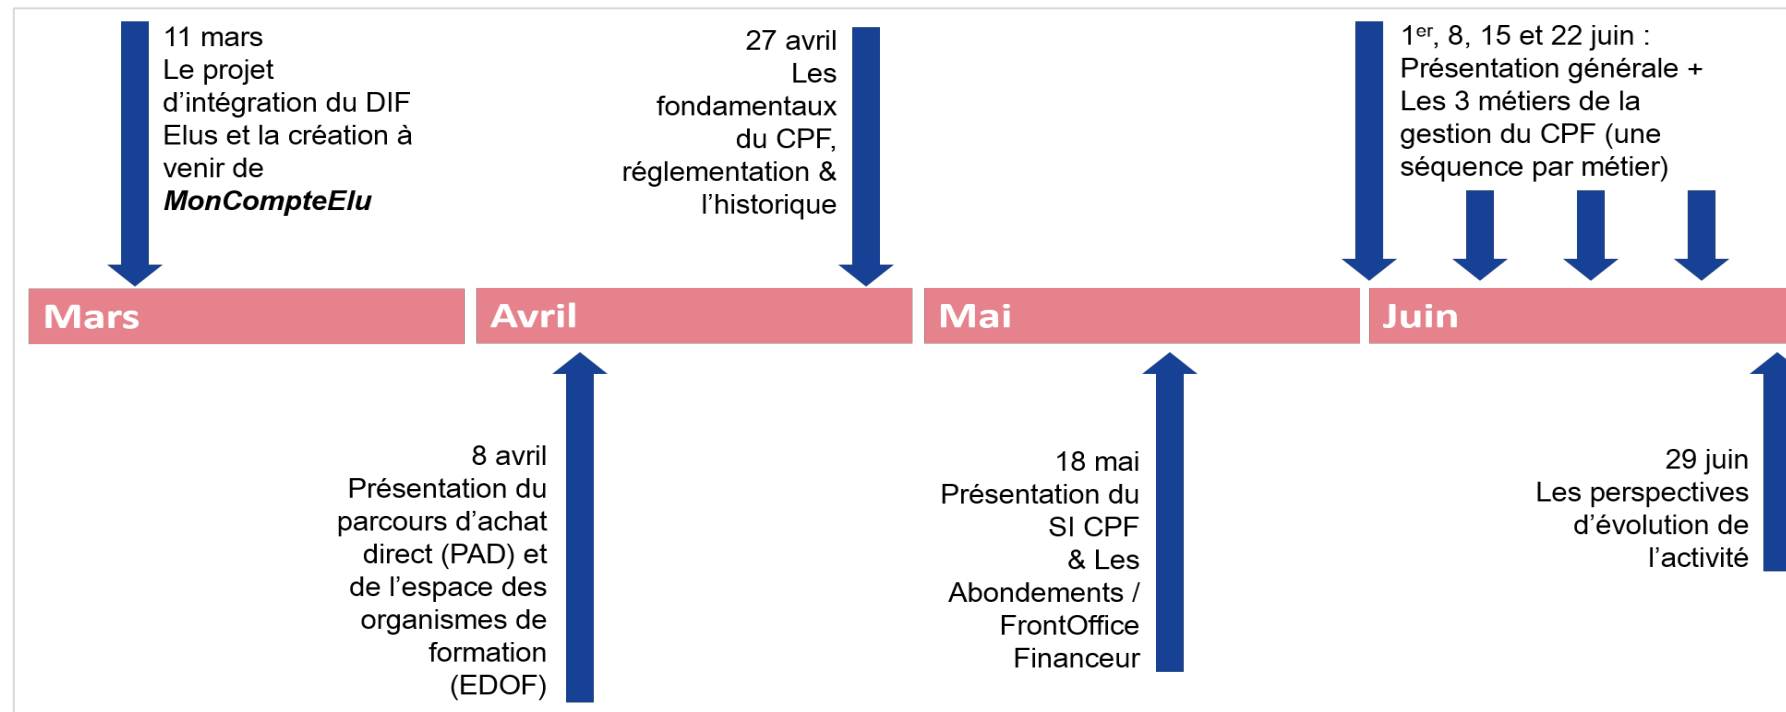 11 mars
Le projet
d’intégration du DIF
Elus et la création à
venir de
MonCompteElu
27 avril
Les
fondamentaux
du CPF,
réglementation &
l’historique
1er, 8, 15 et 22 juin :
Présentation générale +
Les 3 métiers de la
gestion du CPF (une
séquence par métier)
Mars
Avril
Mai
Juin
8 avril
Présentation du
parcours d’achat
direct (PAD) et
de l’espace des
organismes de
formation
(EDOF)
18 mai
Présentation du
SI CPF
& Les
Abondements /
FrontOffice
Financeur
29 juin
Les perspectives
d’évolution de
l’activité